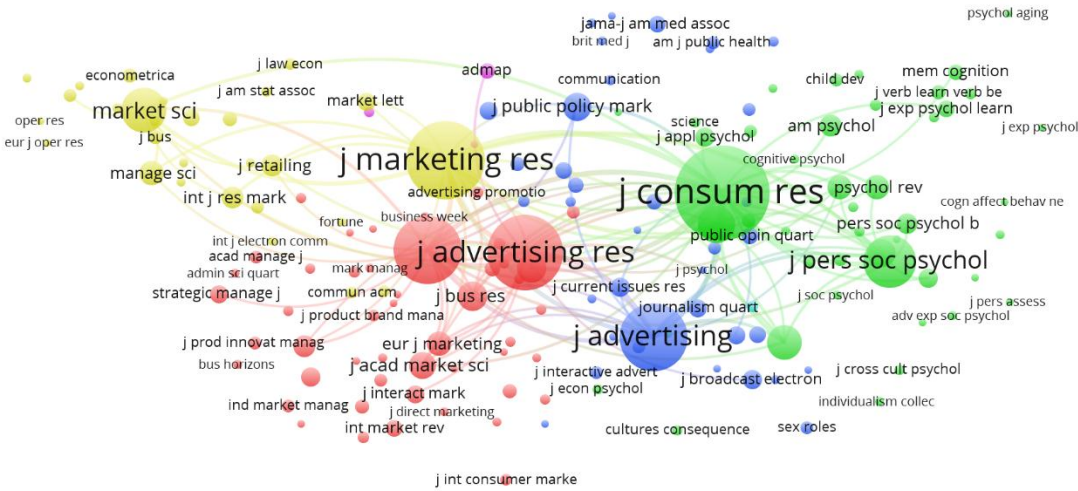 psychol aging
jama-j am med assoc
brit med j
am j public health
j law econ
admap
econometrica
communication
child dev
mem cognition
j am stat assoc
market lett
j verb learn verb be
market sci
j public policy mark
j exp psychol learn
oper res
science
am psychol
j exp psychol
eur j oper res
j bus
j appl psychol
j marketing res
cognitive psychol
manage sci
j retailing
j consum res
psychol rev
advertising promotio
int j res mark
cogn affect behav ne
fortune
business week
pers soc psychol b
public opin quart
int j electron comm
acad manage j
j advertising res
j pers soc psychol
admin sci quart
mark manag
j psychol
strategic manage j
commun acm
j bus res
j current issues res
j soc psychol
j pers assess
j product brand mana
journalism quart
adv exp soc psychol
j advertising
j prod innovat manag
eur j marketing
bus horizons
j acad market sci
j interactive advert
j broadcast electron
j cross cult psychol
j econ psychol
j interact mark
ind market manag
j direct marketing
individualism collec
int market rev
cultures consequence
sex roles
j int consumer marke